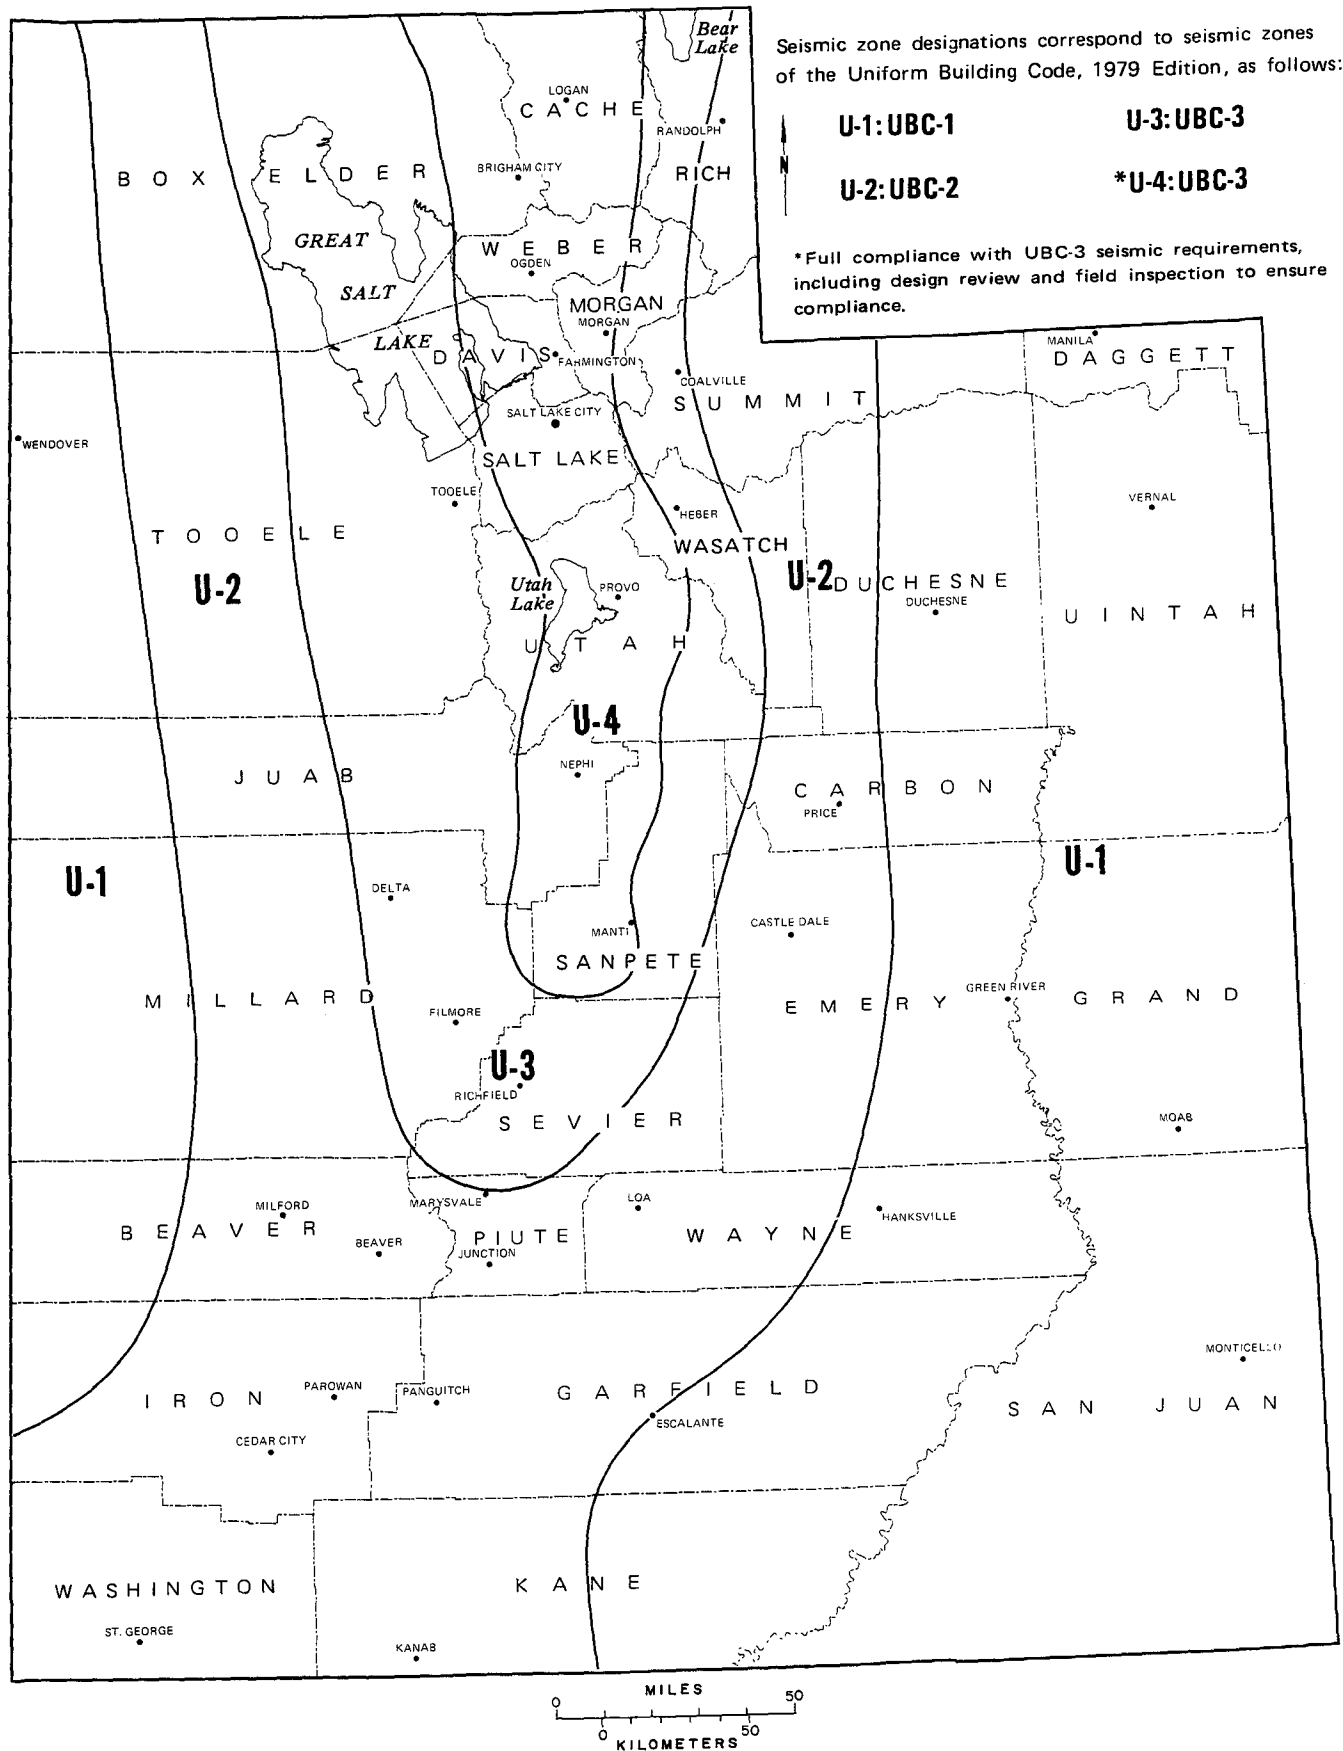 Bear
Lake
Seismic zone designations correspond to seismic zones
of the Uniform Building Code, 1979 Edition, as follows:
U-1: UBC-1
U-3: UBC-3
N
U-2: UBC-2
*U-4: UBC-3
*Full compliance with UBC-3 seismic requirements,
including design review and field inspection to ensure
compliance.
LOGAN
CACHE
RANDOLPH
BRIGHAM CITY
RICH
BOX ELDER
GREAT
SALT
LAKE
WEBER
OGDEN
MORGAN
MORGAN
DAVIS
FARMINGTON
MANILA
DAGGETT
COALVILLE
SUMMIT
SALT LAKE CITY
WENDOVER
SALT LAKE
TOOELE
VERNAL
HEBER
TOOELE
WASATCH
U-2
U-2
DUCHESNE
DUCHESNE
Utah
Lake
PROVO
UINTAH
UTAH
U-4
NEPHI
JUAB
CARBON
PRICE
U-1
U-1
DELTA
CASTLE DALE
MANTI
SANPETE
MILLARD
EMERY
GREEN RIVER
GRAND
FILMORE
U-3
RICHFIELD
SEVIER
MOAB
MILFORD
MARYSVALE
LOA
HANKSVILLE
BEAVER
BEAVER
PIUTE
JUNCTION
WAYNE
MONTICELLO
IRON
PAROWAN
PANGUITCH
GARFIELD
SAN JUAN
ESCALANTE
CEDAR CITY
WASHINGTON
KANE
ST. GEORGE
KANAB
MILES
0 50
0 50
KILOMETERS